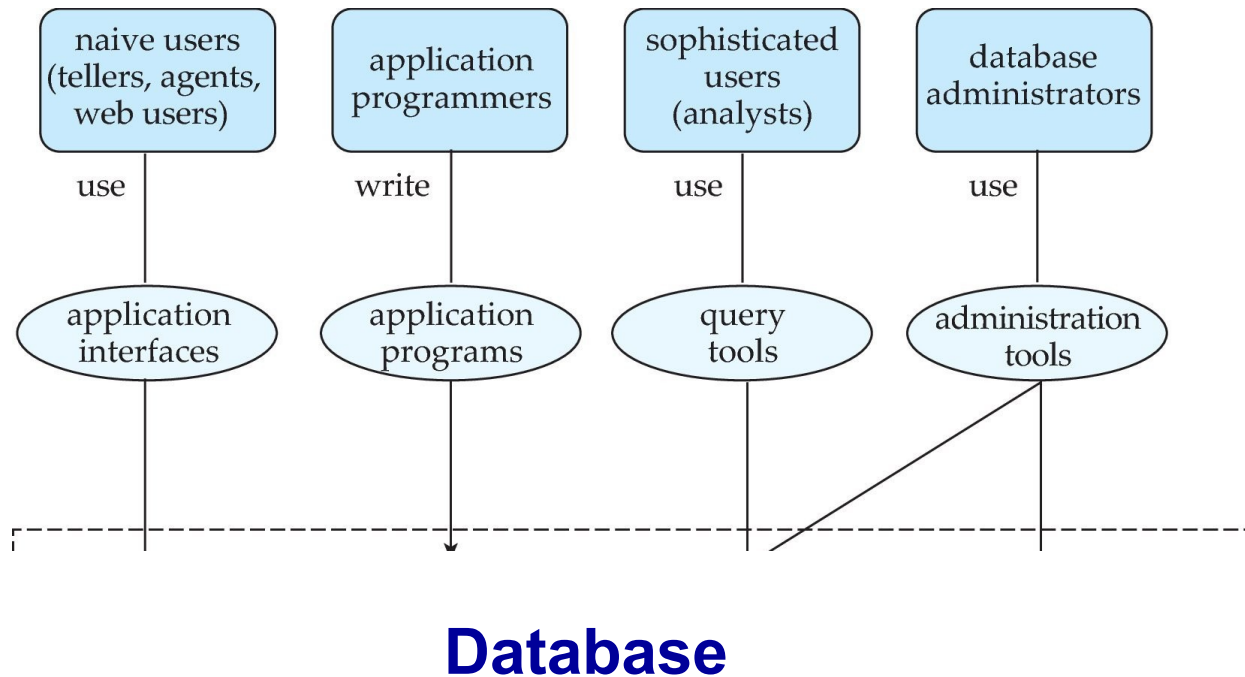 naive users
(tellers, agents,
web users)
application
programmers
sophisticated
users
(analysts)
database
administrators
use
write
use
use
application
interfaces
application
programs
query
tools
administration
tools
Database